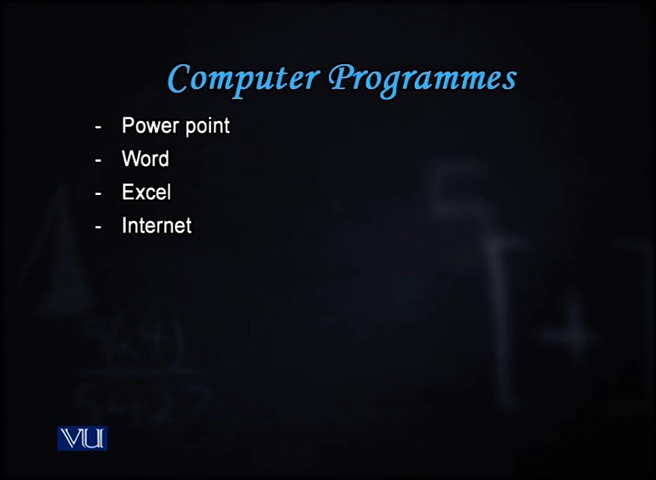 Computer Programmes
- Power point
- Word
- Excel
- Internet
VU